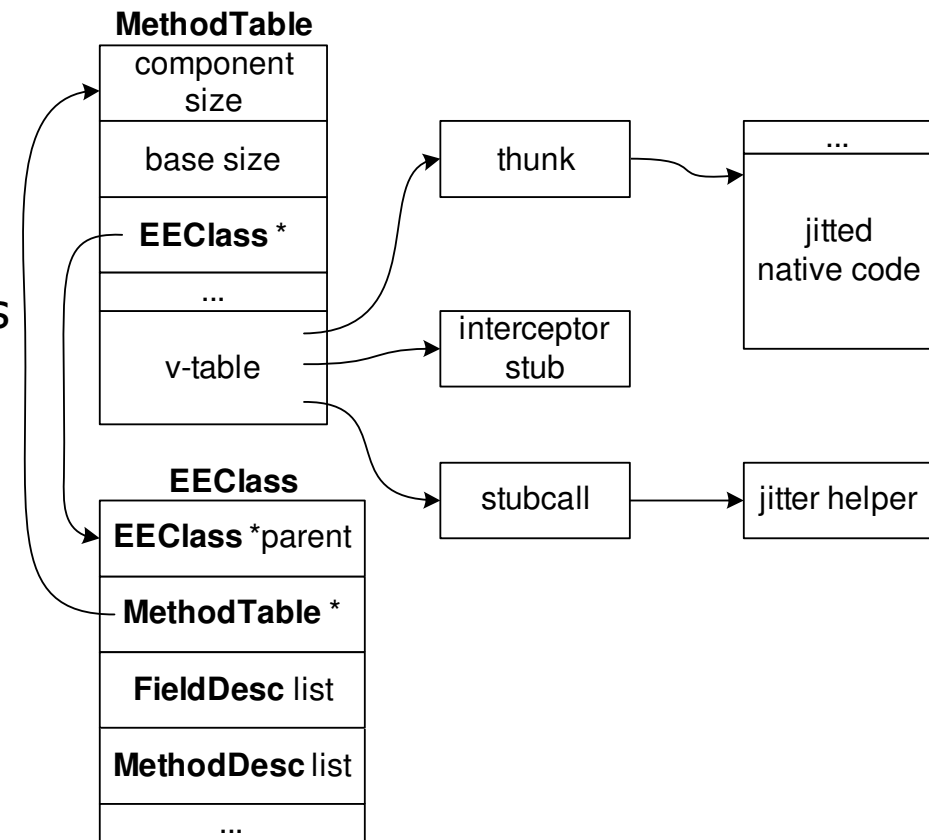 MethodTable
component
size
base size
EEClass *
...
v-table
thunk
...
jitted
native code
interceptor
stub
stubcall
jitter helper
s
EEClass
EEClass *parent
MethodTable *
FieldDesc list
MethodDesc list
...